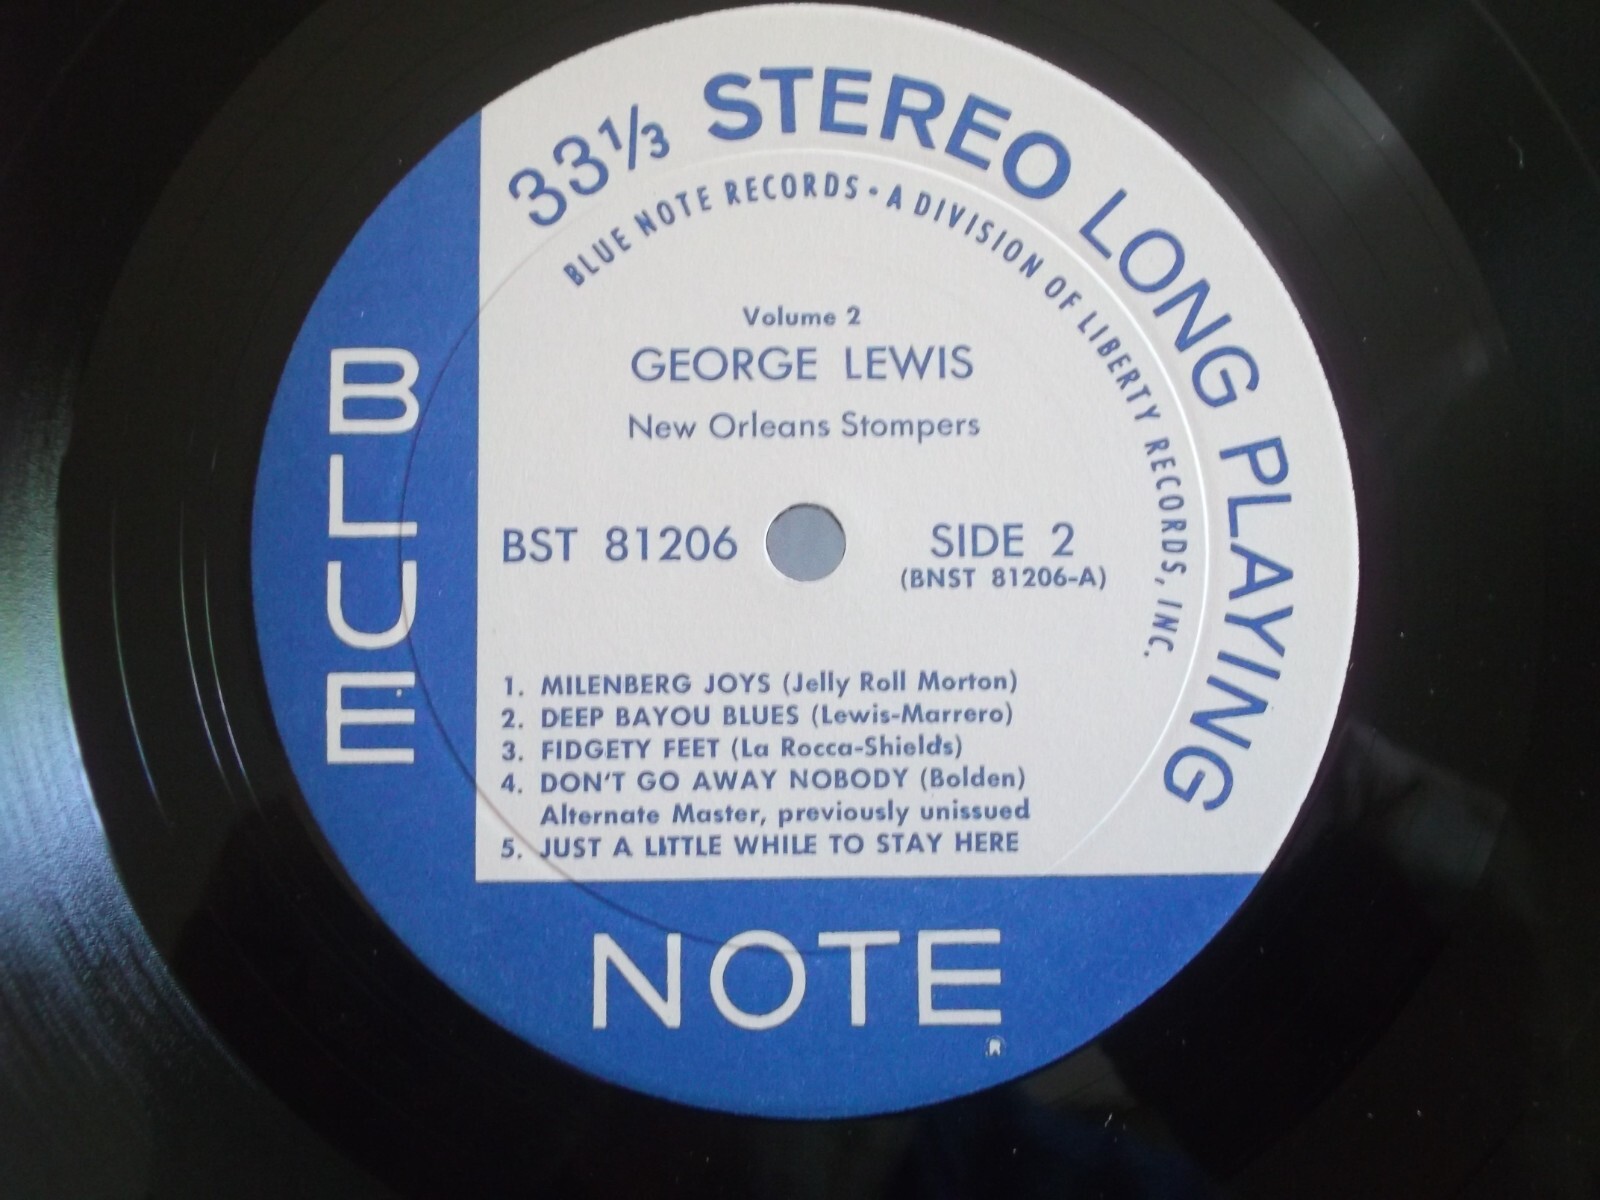 33 1/3 STEREO LONG PLAYING
BLUE NOTE RECORDS · A DIVISION OF LIBERTY RECORDS, INC.
Volume 2
GEORGE LEWIS
New Orleans Stompers
BST 81206
SIDE 2
(BNST 81206-A)
1. MILENBERG JOYS (Jelly Roll Morton)
2. DEEP BAYOU BLUES (Lewis-Marrero)
3. FIDGETY FEET (La Rocca-Shields)
4. DON'T GO AWAY NOBODY (Bolden)
Alternate Master, previously unissued
5. JUST A LITTLE WHILE TO STAY HERE
BLUE
NOTE
®